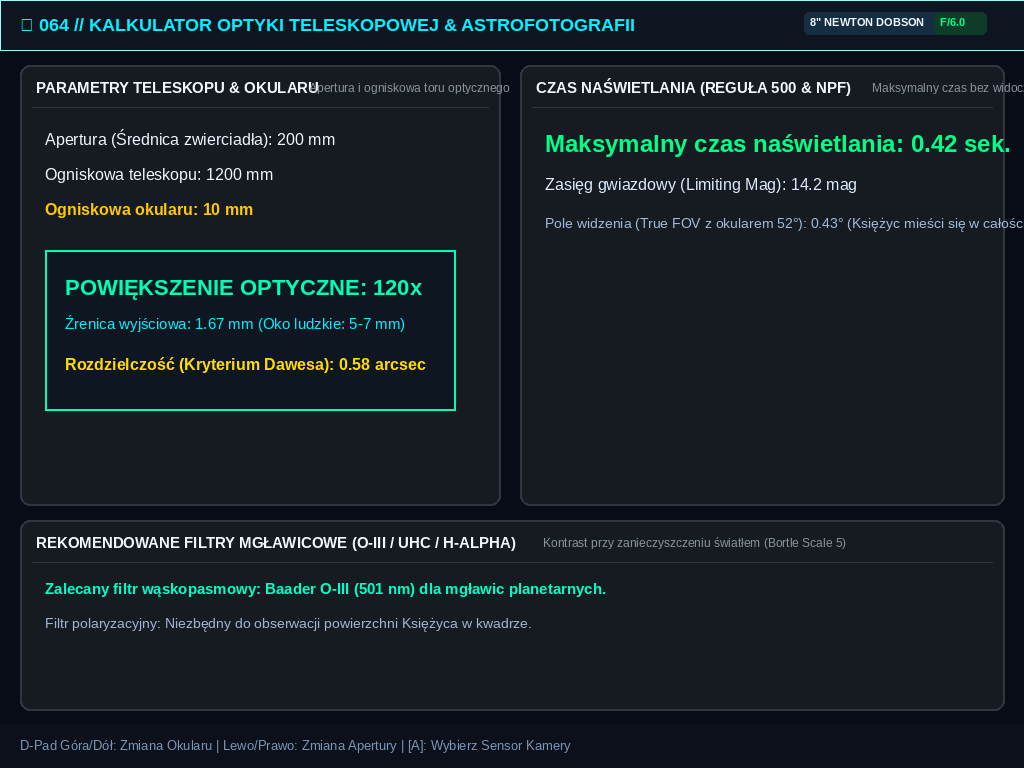 064 // KALKULATOR OPTYKI TELESKOPOWEJ & ASTROFOTOGRAFII
8" NEWTON DOBSON F/6.0
PARAMETRY TELESKOPU & OKULARU Apertura i ogniskowa toru optycznego
Apertura (Średnica zwierciadła): 200 mm
Ogniskowa teleskopu: 1200 mm
Ogniskowa okularu: 10 mm
POWIĘKSZENIE OPTYCZNE: 120x
Źrenica wyjściowa: 1.67 mm (Oko ludzkie: 5-7 mm)
Rozdzielczość (Kryterium Dawesa): 0.58 arcsec
CZAS NAŚWIETLANIA (REGUŁA 500 & NPF) Maksymalny czas bez
Maksymalny czas naświetlania: 0.42 sek.
Zasięg gwiazdowy (Limiting Mag): 14.2 mag
Pole widzenia (True FOV z okularem 52°): 0.43° (Księżyc mieści się w
REKOMENDOWANE FILTRY MGŁAWICOWE (O-III / UHC / H-ALPHA) Kontrast przy zanieczyszczeniu światłem (Bortle Scale 5)
Zalecany filtr wąskopasmowy: Baader O-III (501 nm) dla mgławic planetarnych.
Filtr polaryzacyjny: Niezbędny do obserwacji powierzchni Księżyca w kwadrze.
D-Pad Góra/Dół: Zmiana Okularu | Lewo/Prawo: Zmiana Apertury | [A]: Wybierz Sensor Kamery